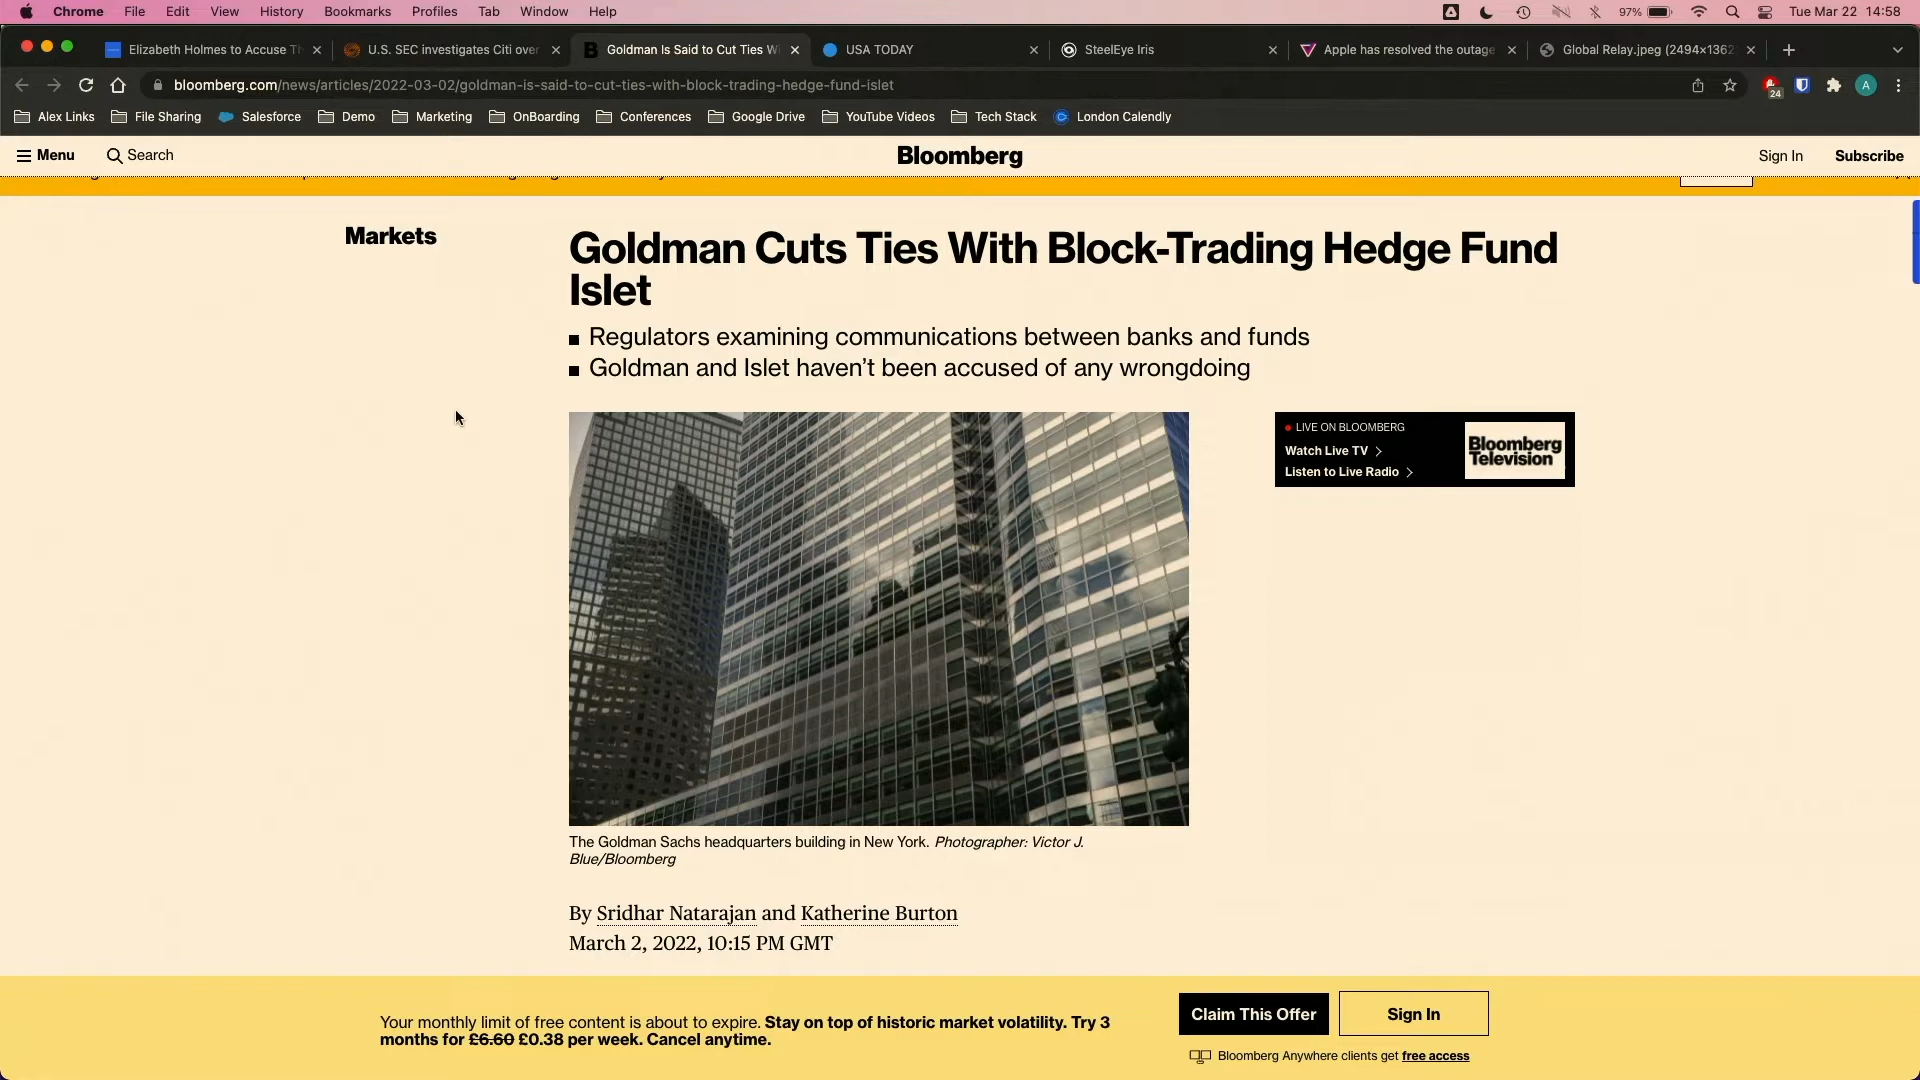 Chrome File Edit View History Bookmarks Profiles Tab Window Help 97% Tue Mar 22 14:58
Elizabeth Holmes to Accuse Th
U.S. SEC investigates Citi over
Goldman Is Said to Cut Ties Wi
USA TODAY
SteelEye Iris
Apple has resolved the outage
Global Relay.jpeg (2494×1362
bloomberg.com/news/articles/2022-03-02/goldman-is-said-to-cut-ties-with-block-trading-hedge-fund-islet
24
A
Alex Links File Sharing Salesforce Demo Marketing OnBoarding Conferences Google Drive YouTube Videos Tech Stack London Calendly
Menu Search Bloomberg Sign In Subscribe
Markets
Goldman Cuts Ties With Block-Trading Hedge Fund
Islet
Regulators examining communications between banks and funds
Goldman and Islet haven’t been accused of any wrongdoing
LIVE ON BLOOMBERG
Watch Live TV
Listen to Live Radio
Bloomberg
Television
The Goldman Sachs headquarters building in New York. Photographer: Victor J.
Blue/Bloomberg
By Sridhar Natarajan and Katherine Burton
March 2, 2022, 10:15 PM GMT
Your monthly limit of free content is about to expire. Stay on top of historic market volatility. Try 3
months for £6.60 £0.38 per week. Cancel anytime.
Claim This Offer
Sign In
Bloomberg Anywhere clients get free access